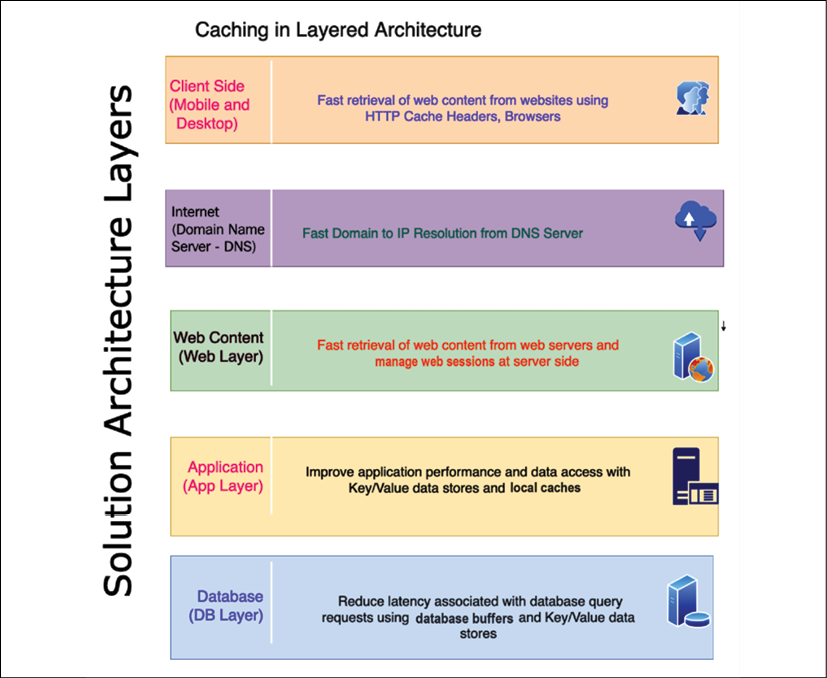 Caching in Layered Architecture
Solution Architecture Layers
Client Side
(Mobile and
Desktop)
Fast retrieval of web content from websites using
HTTP Cache Headers, Browsers
Internet
(Domain Name
Server - DNS)
Fast Domain to IP Resolution from DNS Server
Web Content
(Web Layer)
Fast retrieval of web content from web servers and
manage web sessions at server side
Application
(App Layer)
Improve application performance and data access with
Key/Value data stores and local caches
Database
(DB Layer)
Reduce latency associated with database query
requests using database buffers and Key/Value data
stores